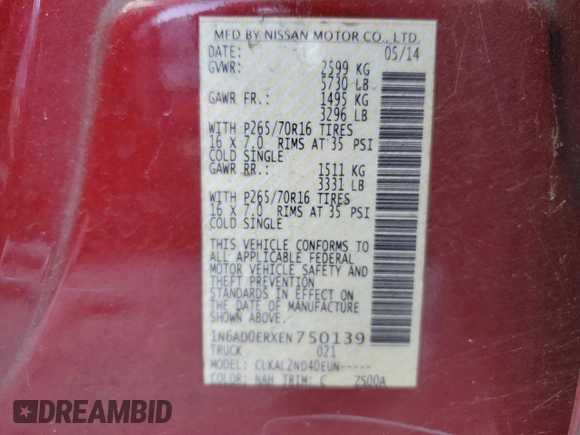 MFD BY NISSAN MOTOR CO., LTD.
DATE: 05/14
GVWR: 2599 KG
5730 LB
GAWR FR.: 1495 KG
3296 LB
WITH P265/70R16 TIRES
16 X 7.0 RIMS AT 35 PSI
COLD SINGLE
GAWR RR.: 1511 KG
3331 LB
WITH P265/70R16 TIRES
16 X 7.0 RIMS AT 35 PSI
COLD SINGLE
THIS VEHICLE CONFORMS TO
ALL APPLICABLE FEDERAL
MOTOR VEHICLE SAFETY AND
THEFT PREVENTION
STANDARDS IN EFFECT ON
THE DATE OF MANUFACTURE
SHOWN ABOVE.
1N6AD0ERXEN750139
TRUCK 021
MODEL: CLKAL2ND40EUN-----
COLOR: NAH TRIM: C 7S00A
DREAMBID